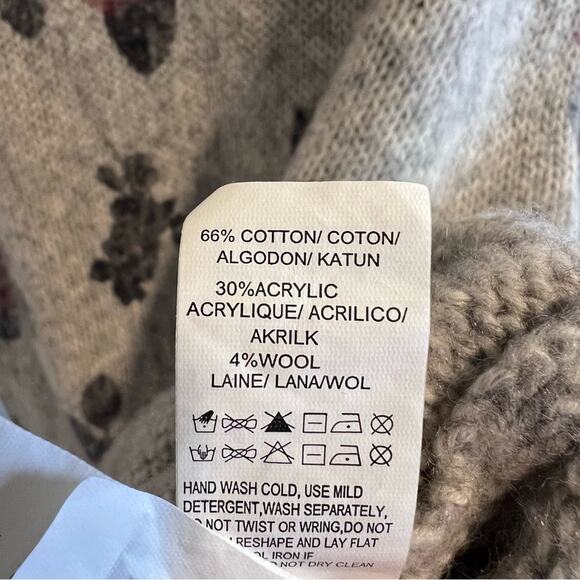 66% COTTON/ COTON/
ALGODON/ KATUN
30%ACRYLIC
ACRYLIQUE/ ACRILICO/
AKRILK
4%WOOL
LAINE/ LANA/WOL
HAND WASH COLD, USE MILD
DETERGENT,WASH SEPARATELY,
NOT TWIST OR WRING,DO NOT
RESHAPE AND LAY FLAT
IRON IF
NOT DRY CLEAN